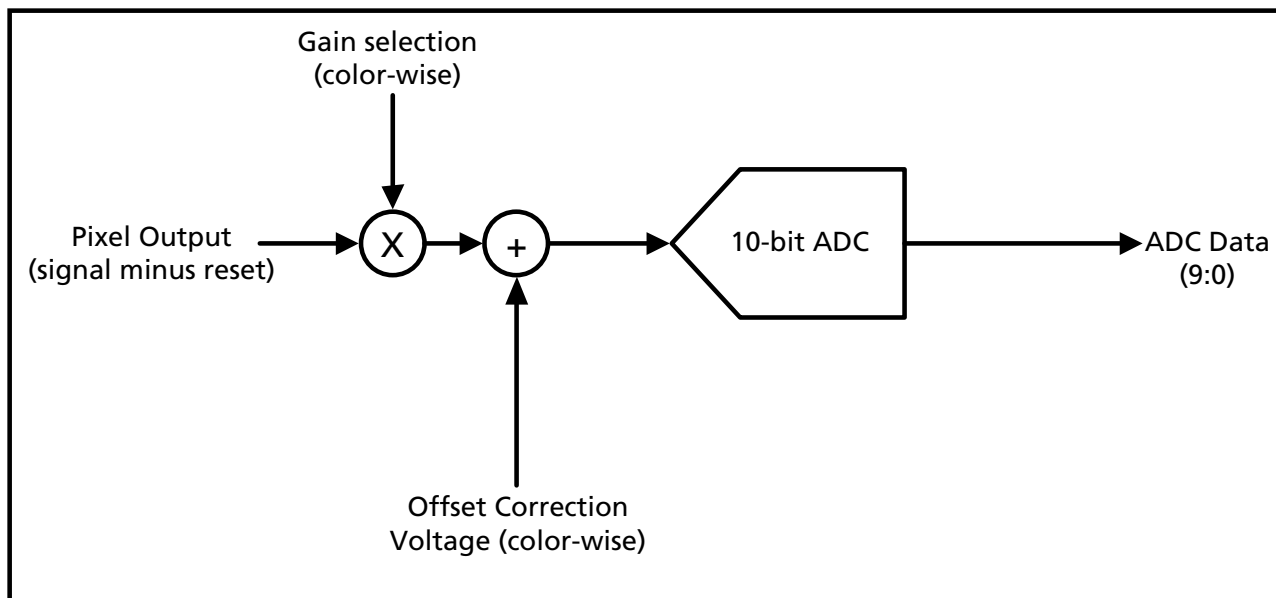 Gain selection
(color-wise)
Pixel Output
(signal minus reset)
X
+
10-bit ADC
ADC Data
(9:0)
Offset Correction
Voltage (color-wise)